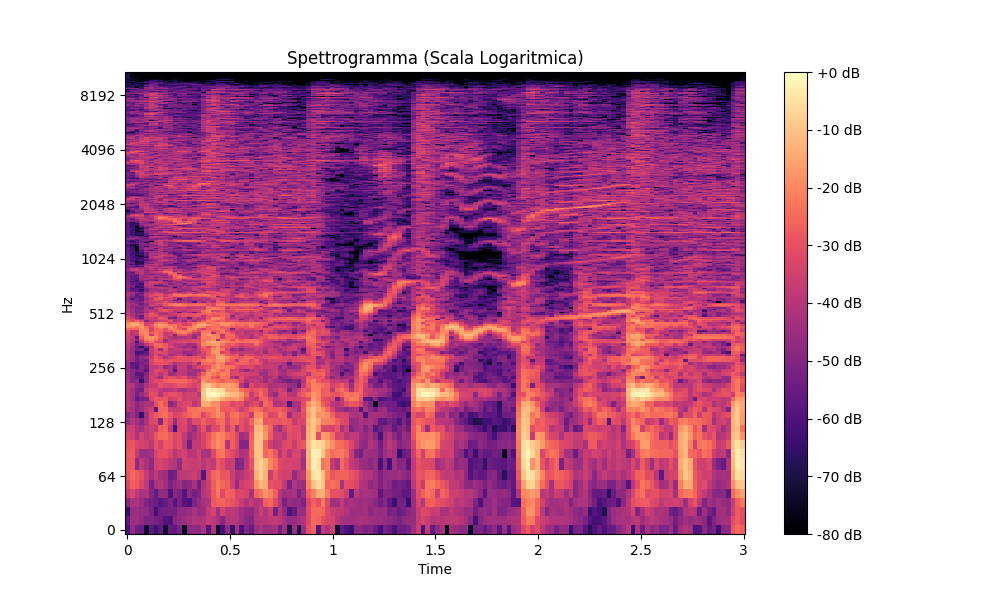 Spettrogramma (Scala Logaritmica)
Hz
8192
4096
2048
1024
512
256
128
64
0
0 0.5 1 1.5 2 2.5 3
Time
+0 dB
-10 dB
-20 dB
-30 dB
-40 dB
-50 dB
-60 dB
-70 dB
-80 dB